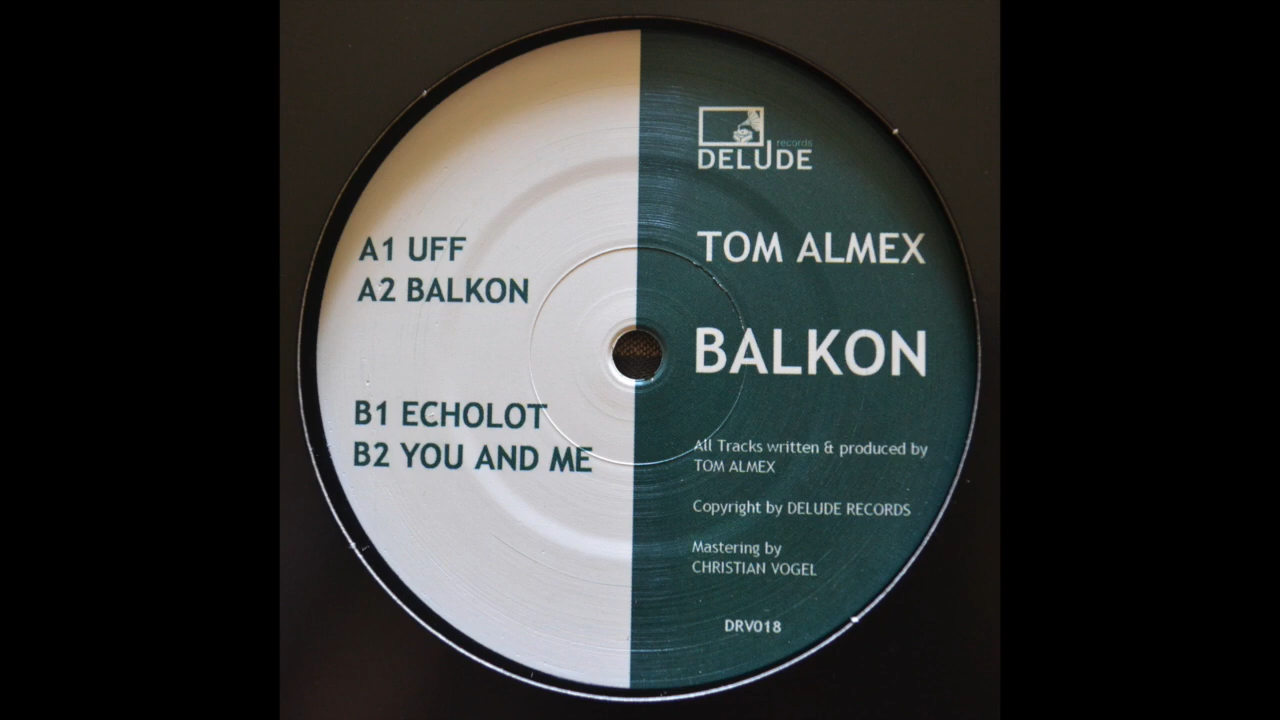 A1 UFF
A2 BALKON
B1 ECHOLOT
B2 YOU AND ME
records
DELUDE
TOM ALMEX
BALKON
All Tracks written & produced by
TOM ALMEX
Copyright by DELUDE RECORDS
Mastering by
CHRISTIAN VOGEL
DRV018